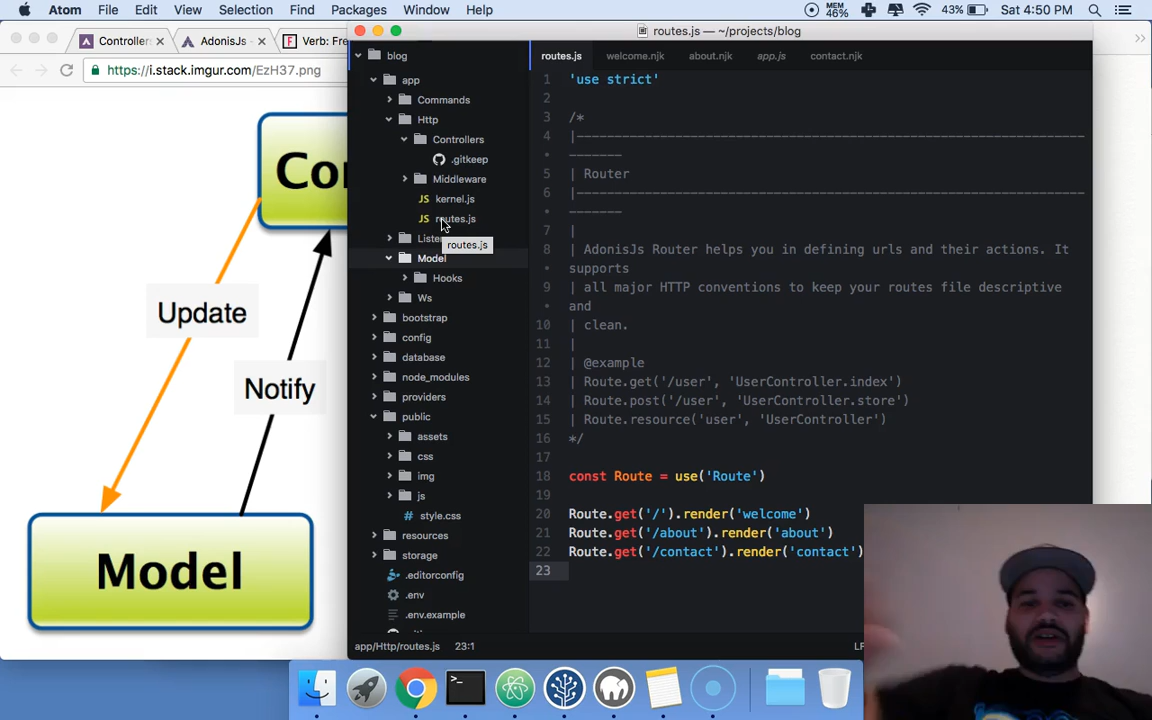 Atom File Edit View Selection Find Packages Window Help
MEM
46%
43%
Sat 4:50 PM
Controller
AdonisJs -
Verb: Fre
https://i.stack.imgur.com/EzH37.png
Con
Update
Notify
Model
routes.js — ~/projects/blog
blog
app
Commands
Http
Controllers
.gitkeep
Middleware
JS kernel.js
JS routes.js
Liste
routes.js
Model
Hooks
Ws
bootstrap
config
database
node_modules
providers
public
assets
css
img
js
# style.css
resources
storage
.editorconfig
.env
.env.example
routes.js welcome.njk about.njk app.js contact.njk
1 'use strict'
2
3 /*
4 |--------------------------------------------------------------------------
5 | Router
6 |--------------------------------------------------------------------------
7 |
8 | AdonisJs Router helps you in defining urls and their actions. It
• supports
9 | all major HTTP conventions to keep your routes file descriptive
• and
10 | clean.
11 |
12 | @example
13 | Route.get('/user', 'UserController.index')
14 | Route.post('/user', 'UserController.store')
15 | Route.resource('user', 'UserController')
16 */
17
18 const Route = use('Route')
19
20 Route.get('/').render('welcome')
21 Route.get('/about').render('about')
22 Route.get('/contact').render('contact')
23
app/Http/routes.js 23:1
LF